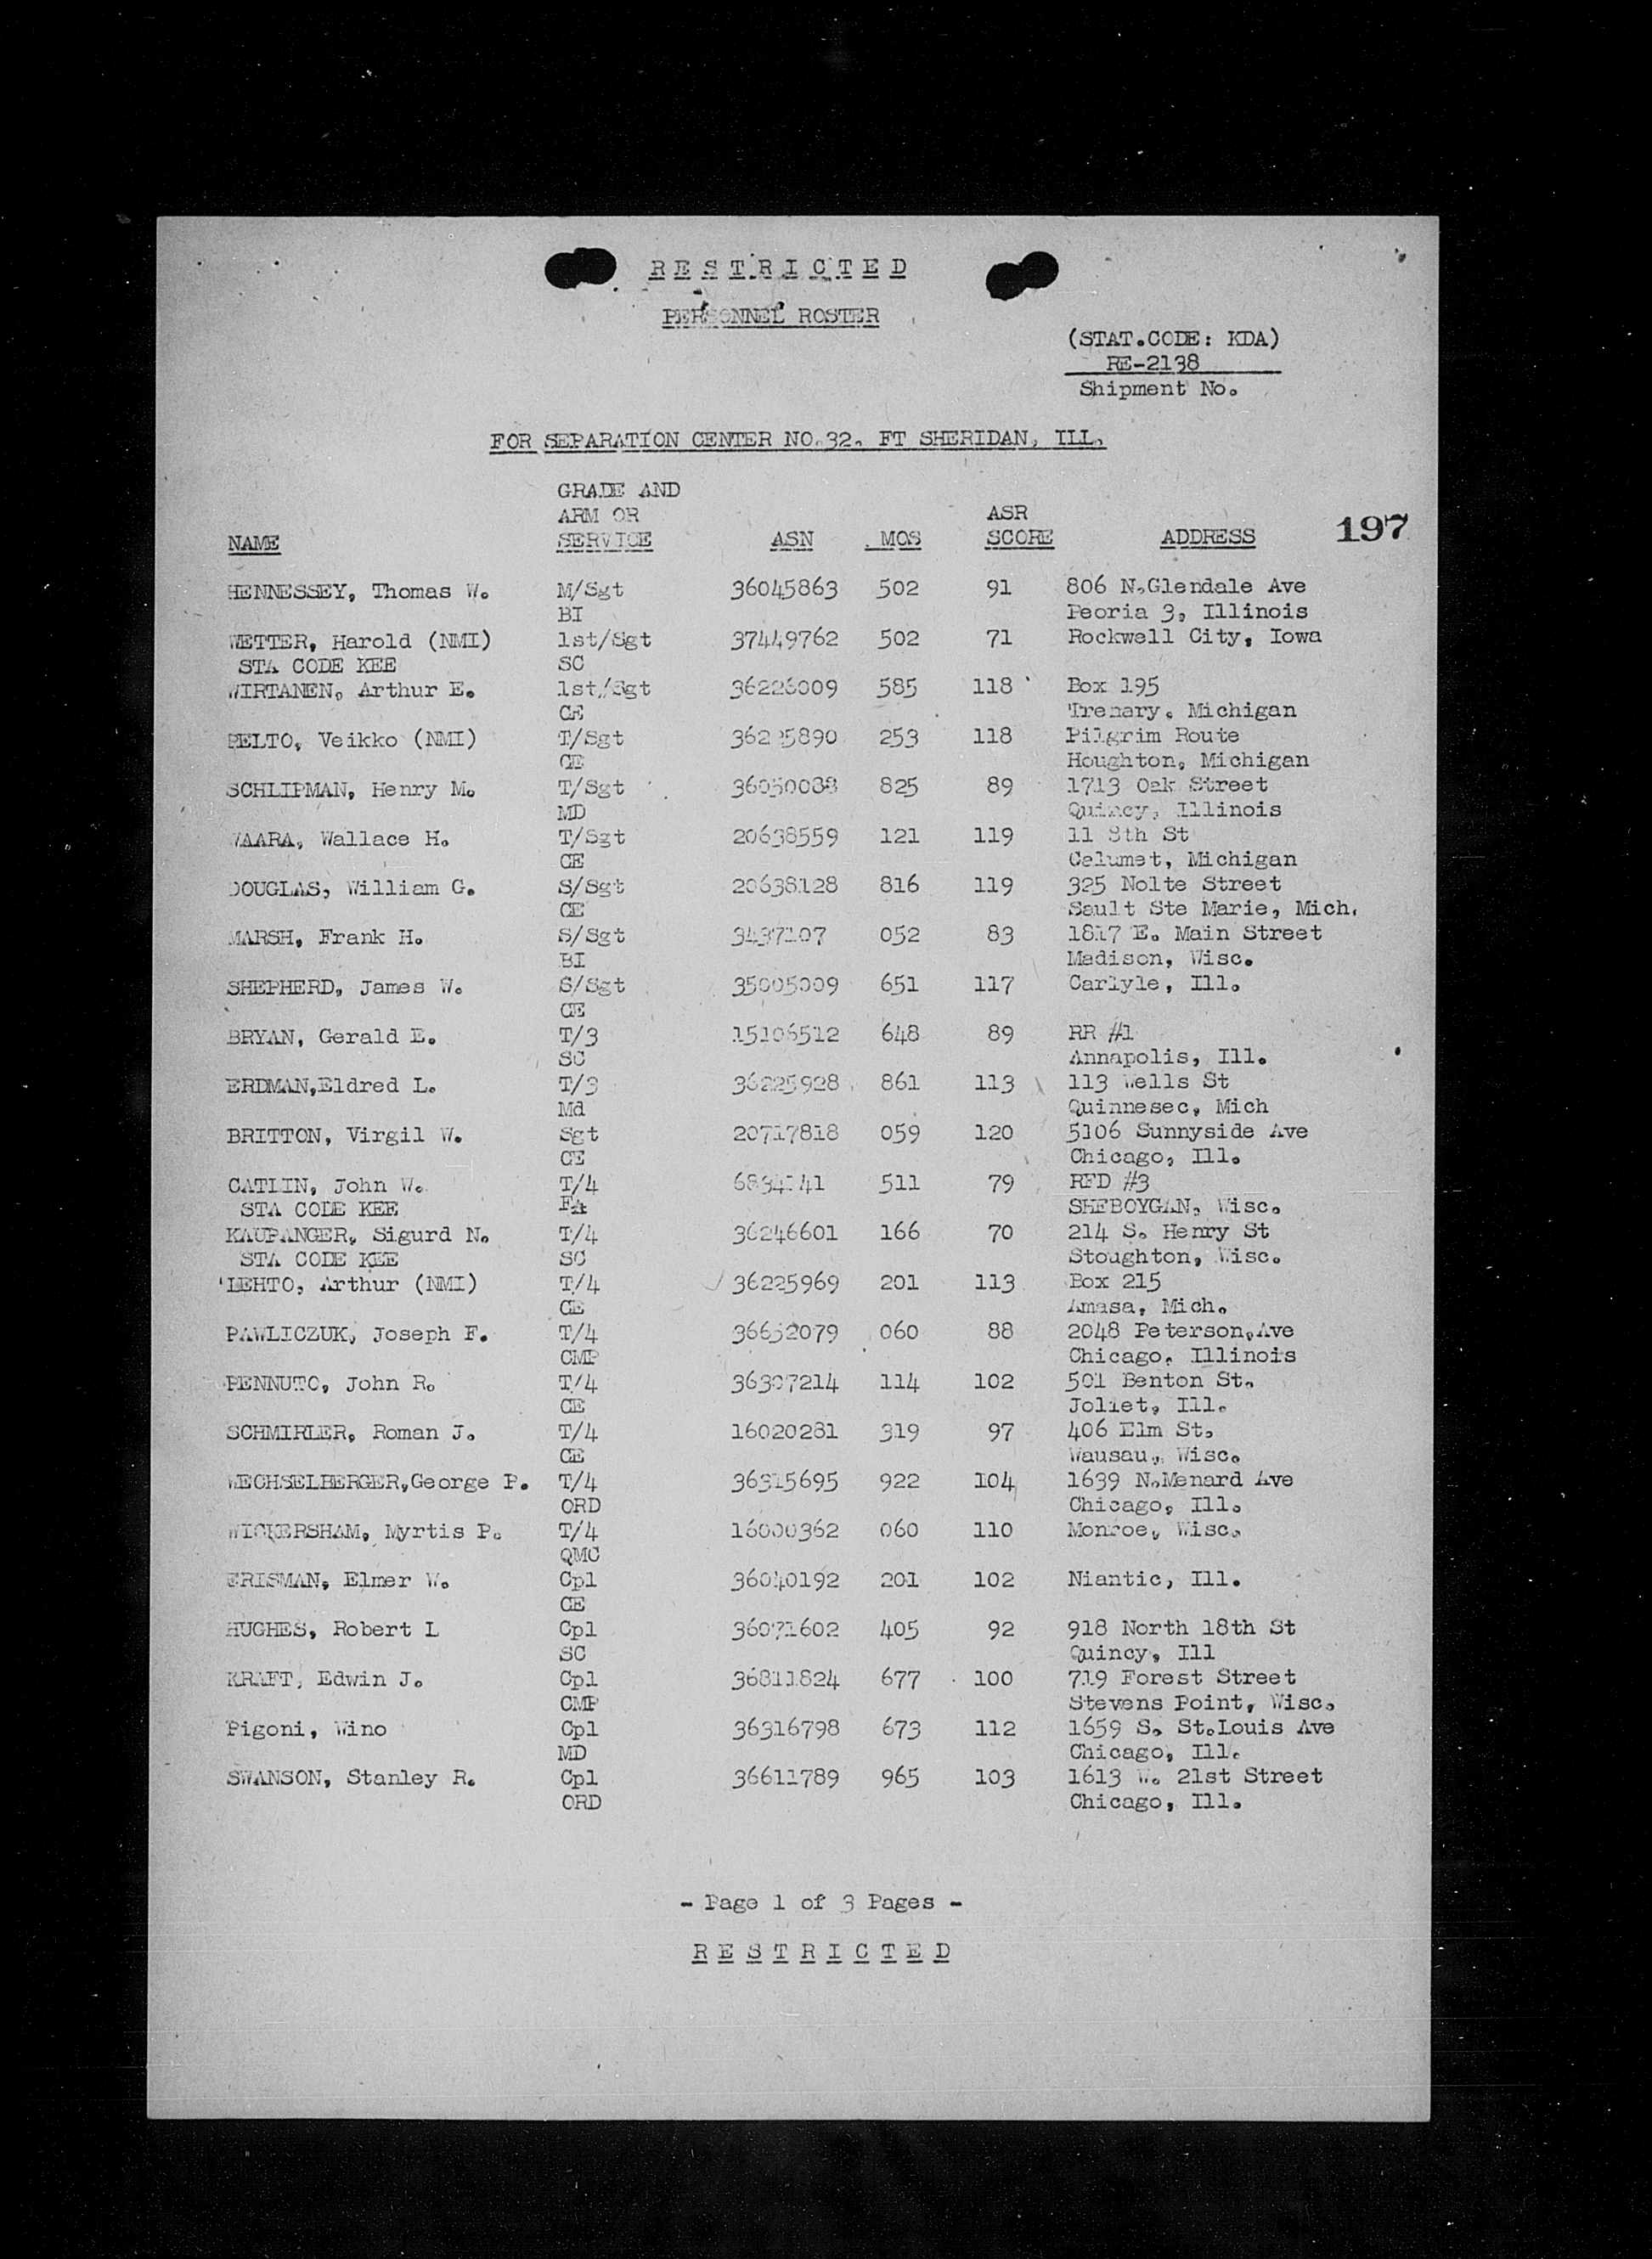 RESTRICTED
PERSONNEL ROSTER
(STAT.CODE: KDA)
RE-2138
Shipment No.
FOR SEPARATION CENTER NO.32, FT SHERIDAN, ILL.
GRADE AND
ARM OR ASR
NAME SERVICE ASN MOS SCORE ADDRESS 197
HENNESSEY, Thomas W. M/Sgt 36045863 502 91 806 N.Glendale Ave
BI Peoria 3, Illinois
WETTER, Harold (NMI) 1st/Sgt 37449762 502 71 Rockwell City, Iowa
STA CODE KEE SC
WIRTANEN, Arthur E. 1st/Sgt 36226009 585 118 Box 195
CE Trenary, Michigan
PELTO, Veikko (NMI) T/Sgt 36225890 253 118 Pilgrim Route
CE Houghton, Michigan
SCHLIPMAN, Henry M. T/Sgt 825 89 1713 Oak Street
MD Quincy, Illinois
WAARA, Wallace H. T/Sgt 20638559 121 119 11 8th St
CE Calumet, Michigan
DOUGLAS, William G. S/Sgt 20638128 816 119 325 Nolte Street
CE Sault Ste Marie, Mich.
MARSH, Frank H. S/Sgt 3437107 052 83 1817 E. Main Street
BI Madison, Wisc.
SHEPHERD, James W. S/Sgt 35005009 651 117 Carlyle, Ill.
CE
BRYAN, Gerald E. T/3 15106512 648 89 RR #1
SC Annapolis, Ill.
ERDMAN,Eldred L. T/3 36225928 861 113 113 Wells St
Md Quinnesec, Mich
BRITTON, Virgil W. Sgt 20717818 059 120 5106 Sunnyside Ave
CE Chicago, Ill.
CATLIN, John W. T/4 511 79 RFD #3
STA CODE KEE FA SHEBOYGAN, Wisc.
KAUPANGER, Sigurd N. T/4 36246601 166 70 214 S. Henry St
STA CODE KEE SC Stoughton, Wisc.
LEHTO, Arthur (NMI) T/4 36225969 201 113 Box 215
CE Amasa, Mich.
PAWLICZUK, Joseph F. T/4 36652079 060 88 2048 Peterson,Ave
CMP Chicago, Illinois
PENNUTO, John R. T/4 36307214 114 102 501 Benton St.
CE Joliet, Ill.
SCHMIRLER, Roman J. T/4 16020281 319 97 406 Elm St.
CE Wausau, Wisc.
WECHSELBERGER,George P. T/4 36315695 922 104 1639 N.Menard Ave
ORD Chicago, Ill.
WICKERSHAM, Myrtis P. T/4 16000362 060 110 Monroe, Wisc.
QMC
ERISMAN, Elmer W. Cpl 36040192 201 102 Niantic, Ill.
CE
HUGHES, Robert L Cpl 36071602 405 92 918 North 18th St
SC Quincy, Ill
KRAFT, Edwin J. Cpl 36811824 677 100 719 Forest Street
CMP Stevens Point, Wisc.
Pigoni, Wino Cpl 36316798 673 112 1659 S. St.Louis Ave
MD Chicago, Ill.
SWANSON, Stanley R. Cpl 36611789 965 103 1613 W. 21st Street
ORD Chicago, Ill.
- Page 1 of 3 Pages -
RESTRICTED